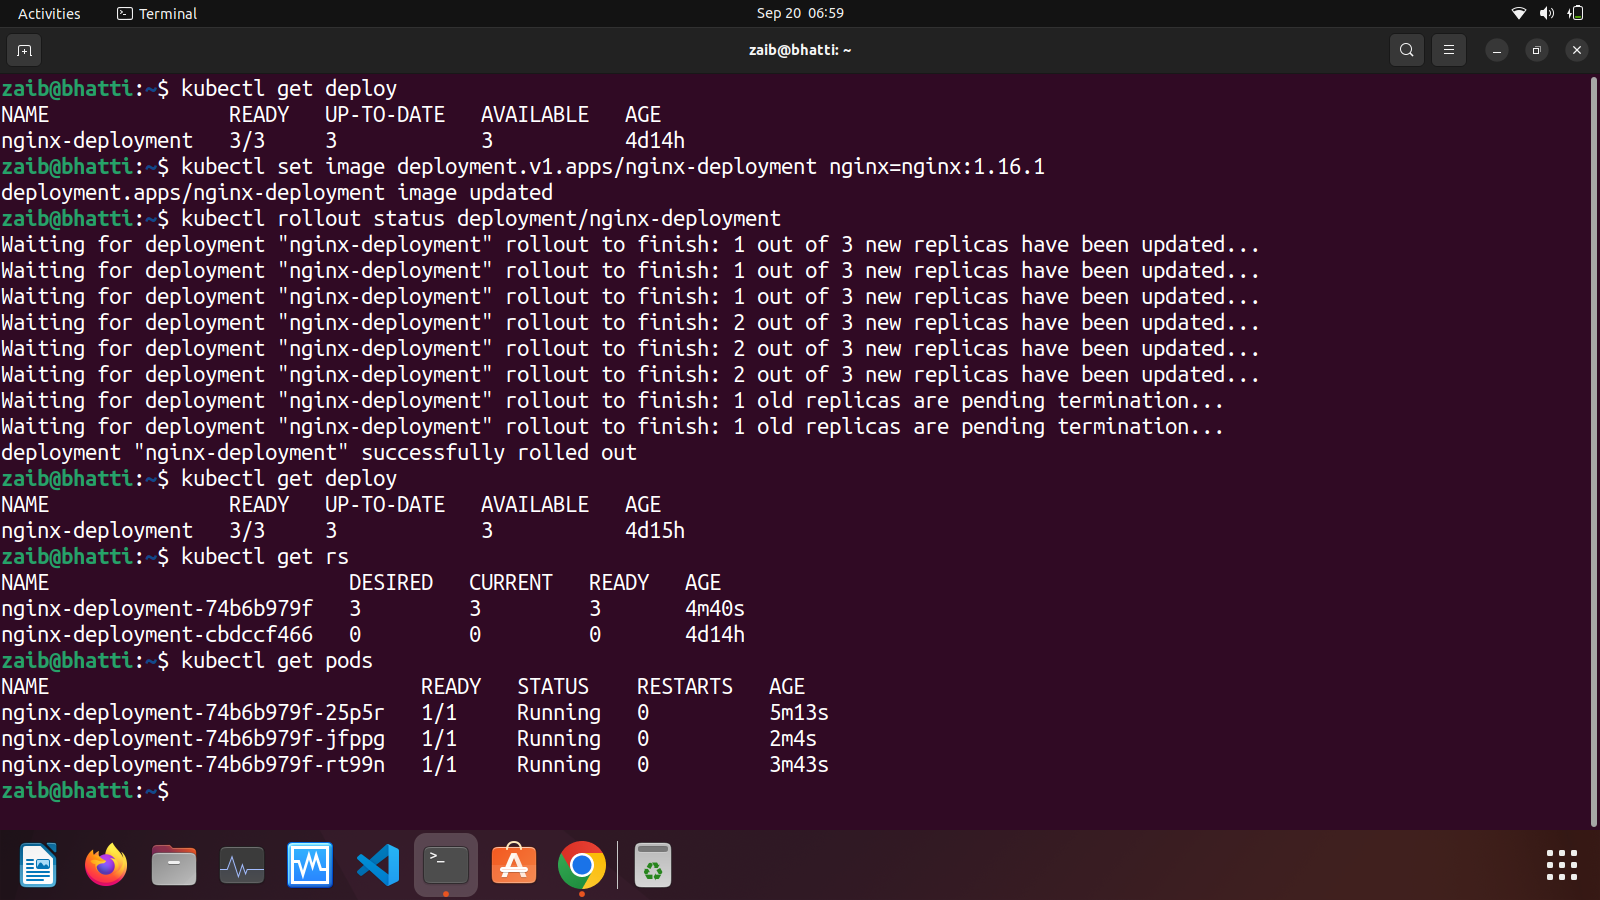 Activities Terminal Sep 20 06:59
zaib@bhatti: ~
zaib@bhatti:~$ kubectl get deploy
NAME READY UP-TO-DATE AVAILABLE AGE
nginx-deployment 3/3 3 3 4d14h
zaib@bhatti:~$ kubectl set image deployment.v1.apps/nginx-deployment nginx=nginx:1.16.1
deployment.apps/nginx-deployment image updated
zaib@bhatti:~$ kubectl rollout status deployment/nginx-deployment
Waiting for deployment "nginx-deployment" rollout to finish: 1 out of 3 new replicas have been updated...
Waiting for deployment "nginx-deployment" rollout to finish: 1 out of 3 new replicas have been updated...
Waiting for deployment "nginx-deployment" rollout to finish: 1 out of 3 new replicas have been updated...
Waiting for deployment "nginx-deployment" rollout to finish: 2 out of 3 new replicas have been updated...
Waiting for deployment "nginx-deployment" rollout to finish: 2 out of 3 new replicas have been updated...
Waiting for deployment "nginx-deployment" rollout to finish: 2 out of 3 new replicas have been updated...
Waiting for deployment "nginx-deployment" rollout to finish: 1 old replicas are pending termination...
Waiting for deployment "nginx-deployment" rollout to finish: 1 old replicas are pending termination...
deployment "nginx-deployment" successfully rolled out
zaib@bhatti:~$ kubectl get deploy
NAME READY UP-TO-DATE AVAILABLE AGE
nginx-deployment 3/3 3 3 4d15h
zaib@bhatti:~$ kubectl get rs
NAME DESIRED CURRENT READY AGE
nginx-deployment-74b6b979f 3 3 3 4m40s
nginx-deployment-cbdccf466 0 0 0 4d14h
zaib@bhatti:~$ kubectl get pods
NAME READY STATUS RESTARTS AGE
nginx-deployment-74b6b979f-25p5r 1/1 Running 0 5m13s
nginx-deployment-74b6b979f-jfppg 1/1 Running 0 2m4s
nginx-deployment-74b6b979f-rt99n 1/1 Running 0 3m43s
zaib@bhatti:~$